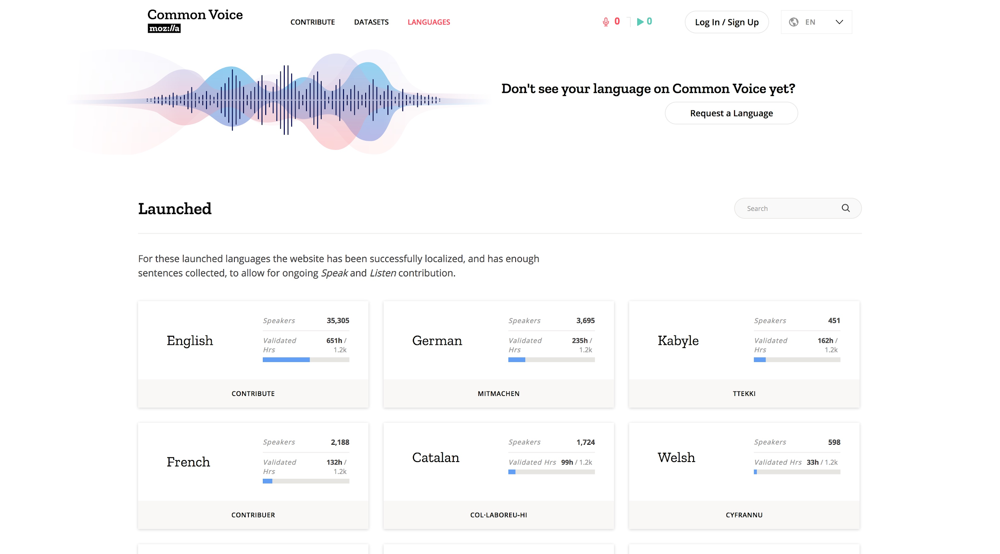 Common Voice
moz://a
CONTRIBUTE
DATASETS
LANGUAGES
0
0
Log In / Sign Up
EN
Don't see your language on Common Voice yet?
Request a Language
Launched
Search
For these launched languages the website has been successfully localized, and has enough
sentences collected, to allow for ongoing Speak and Listen contribution.
English
Speakers 35,305
Validated 651h /
Hrs 1.2k
CONTRIBUTE
German
Speakers 3,695
Validated 235h /
Hrs 1.2k
MITMACHEN
Kabyle
Speakers 451
Validated 162h /
Hrs 1.2k
TTEKKI
French
Speakers 2,188
Validated 132h /
Hrs 1.2k
CONTRIBUER
Catalan
Speakers 1,724
Validated Hrs 99h / 1.2k
COL·LABOREU-HI
Welsh
Speakers 598
Validated Hrs 33h / 1.2k
CYFRANNU